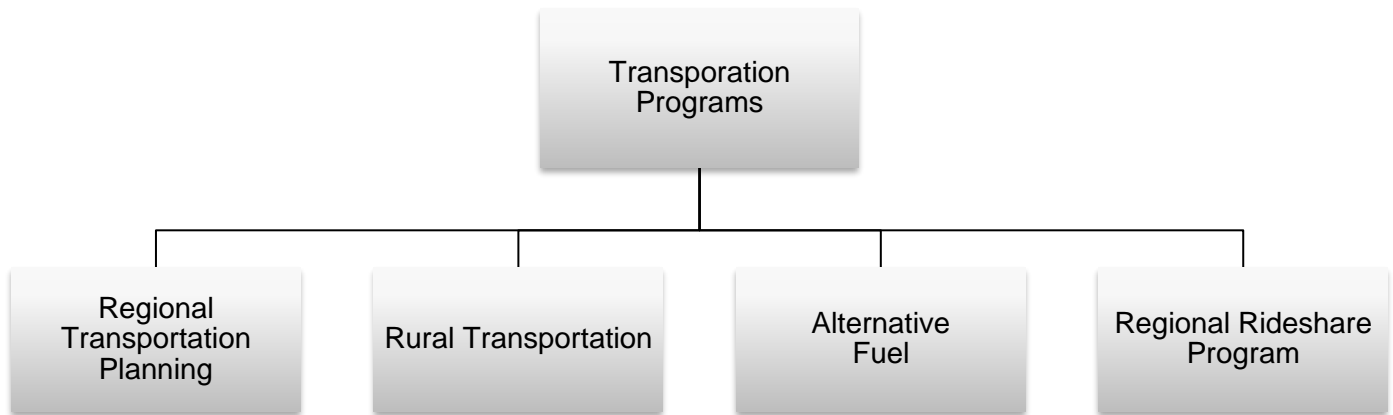 Transporation
Programs
Regional
Transportation
Planning
Rural Transportation
Alternative
Fuel
Regional Rideshare
Program